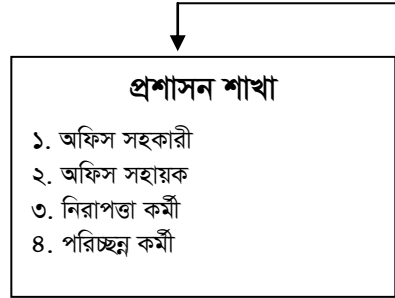 প্রশাসন শাখা
১. অফিস সহকারী
২. অফিস সহায়ক
৩. নিরাপত্তা কর্মী
৪. পরিচ্ছন্ন কর্মী